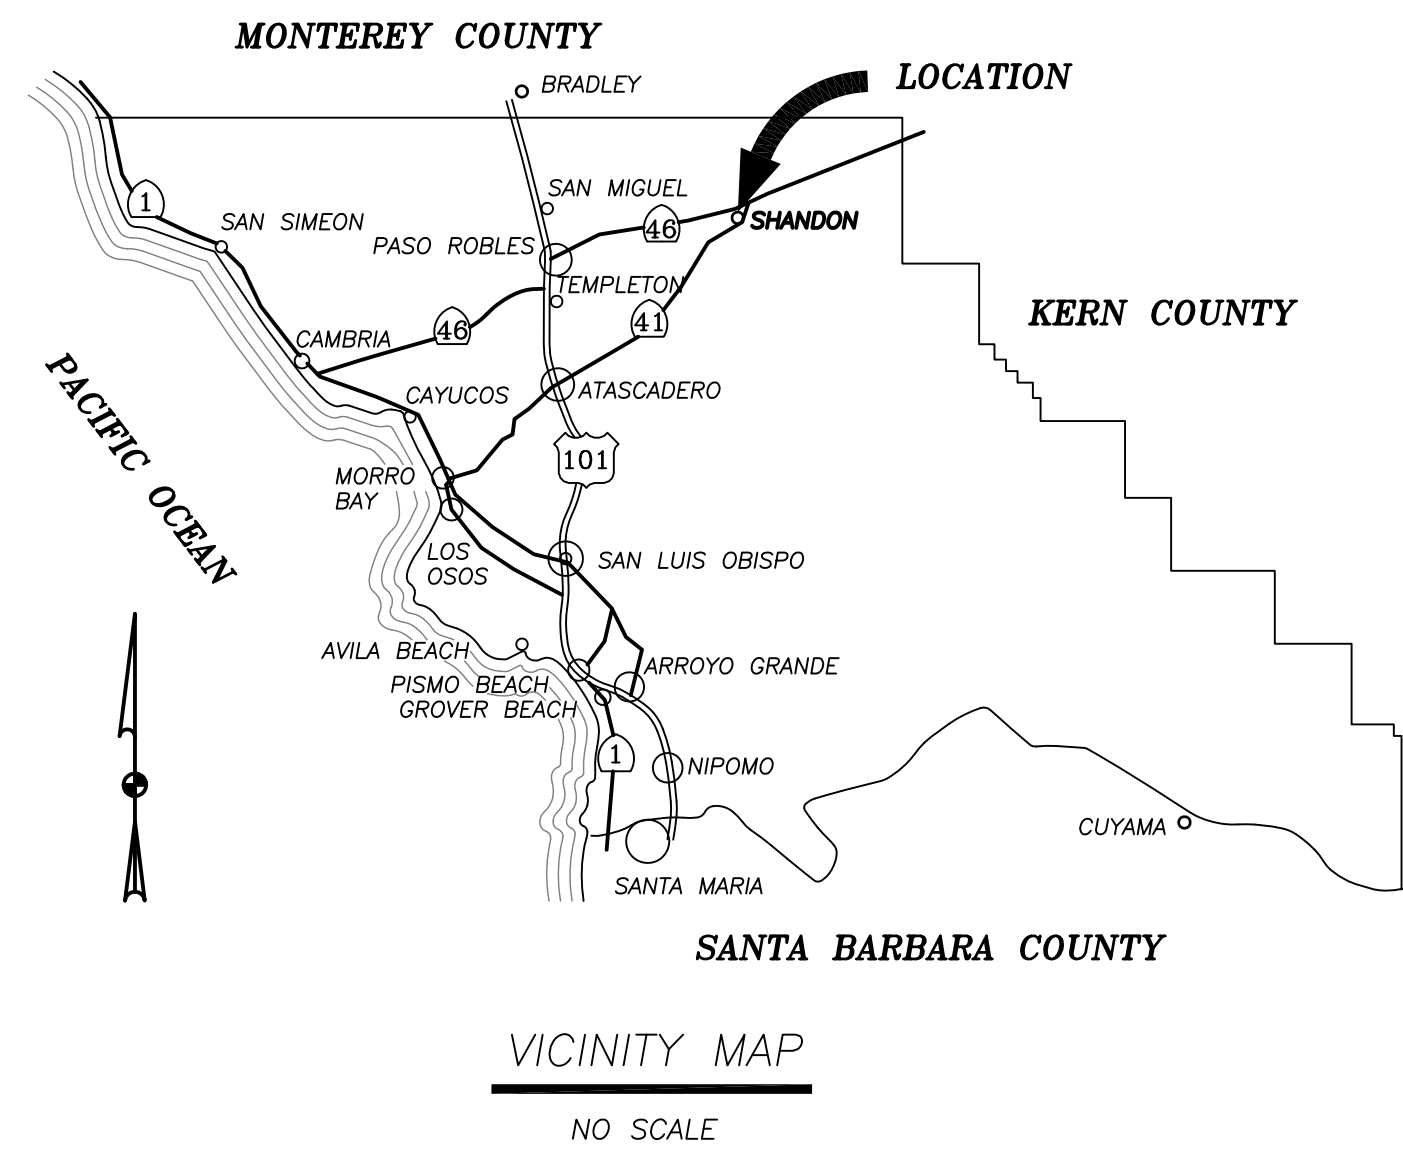 MONTEREY COUNTY
LOCATION
BRADLEY
SAN MIGUEL
1
SAN SIMEON
46
SHANDON
PASO ROBLES
TEMPLETON
KERN COUNTY
46
41
CAMBRIA
PACIFIC OCEAN
CAYUCOS
ATASCADERO
101
MORRO
BAY
LOS
OSOS
SAN LUIS OBISPO
AVILA BEACH
ARROYO GRANDE
PISMO BEACH
GROVER BEACH
1
NIPOMO
CUYAMA
SANTA MARIA
SANTA BARBARA COUNTY
VICINITY MAP
NO SCALE